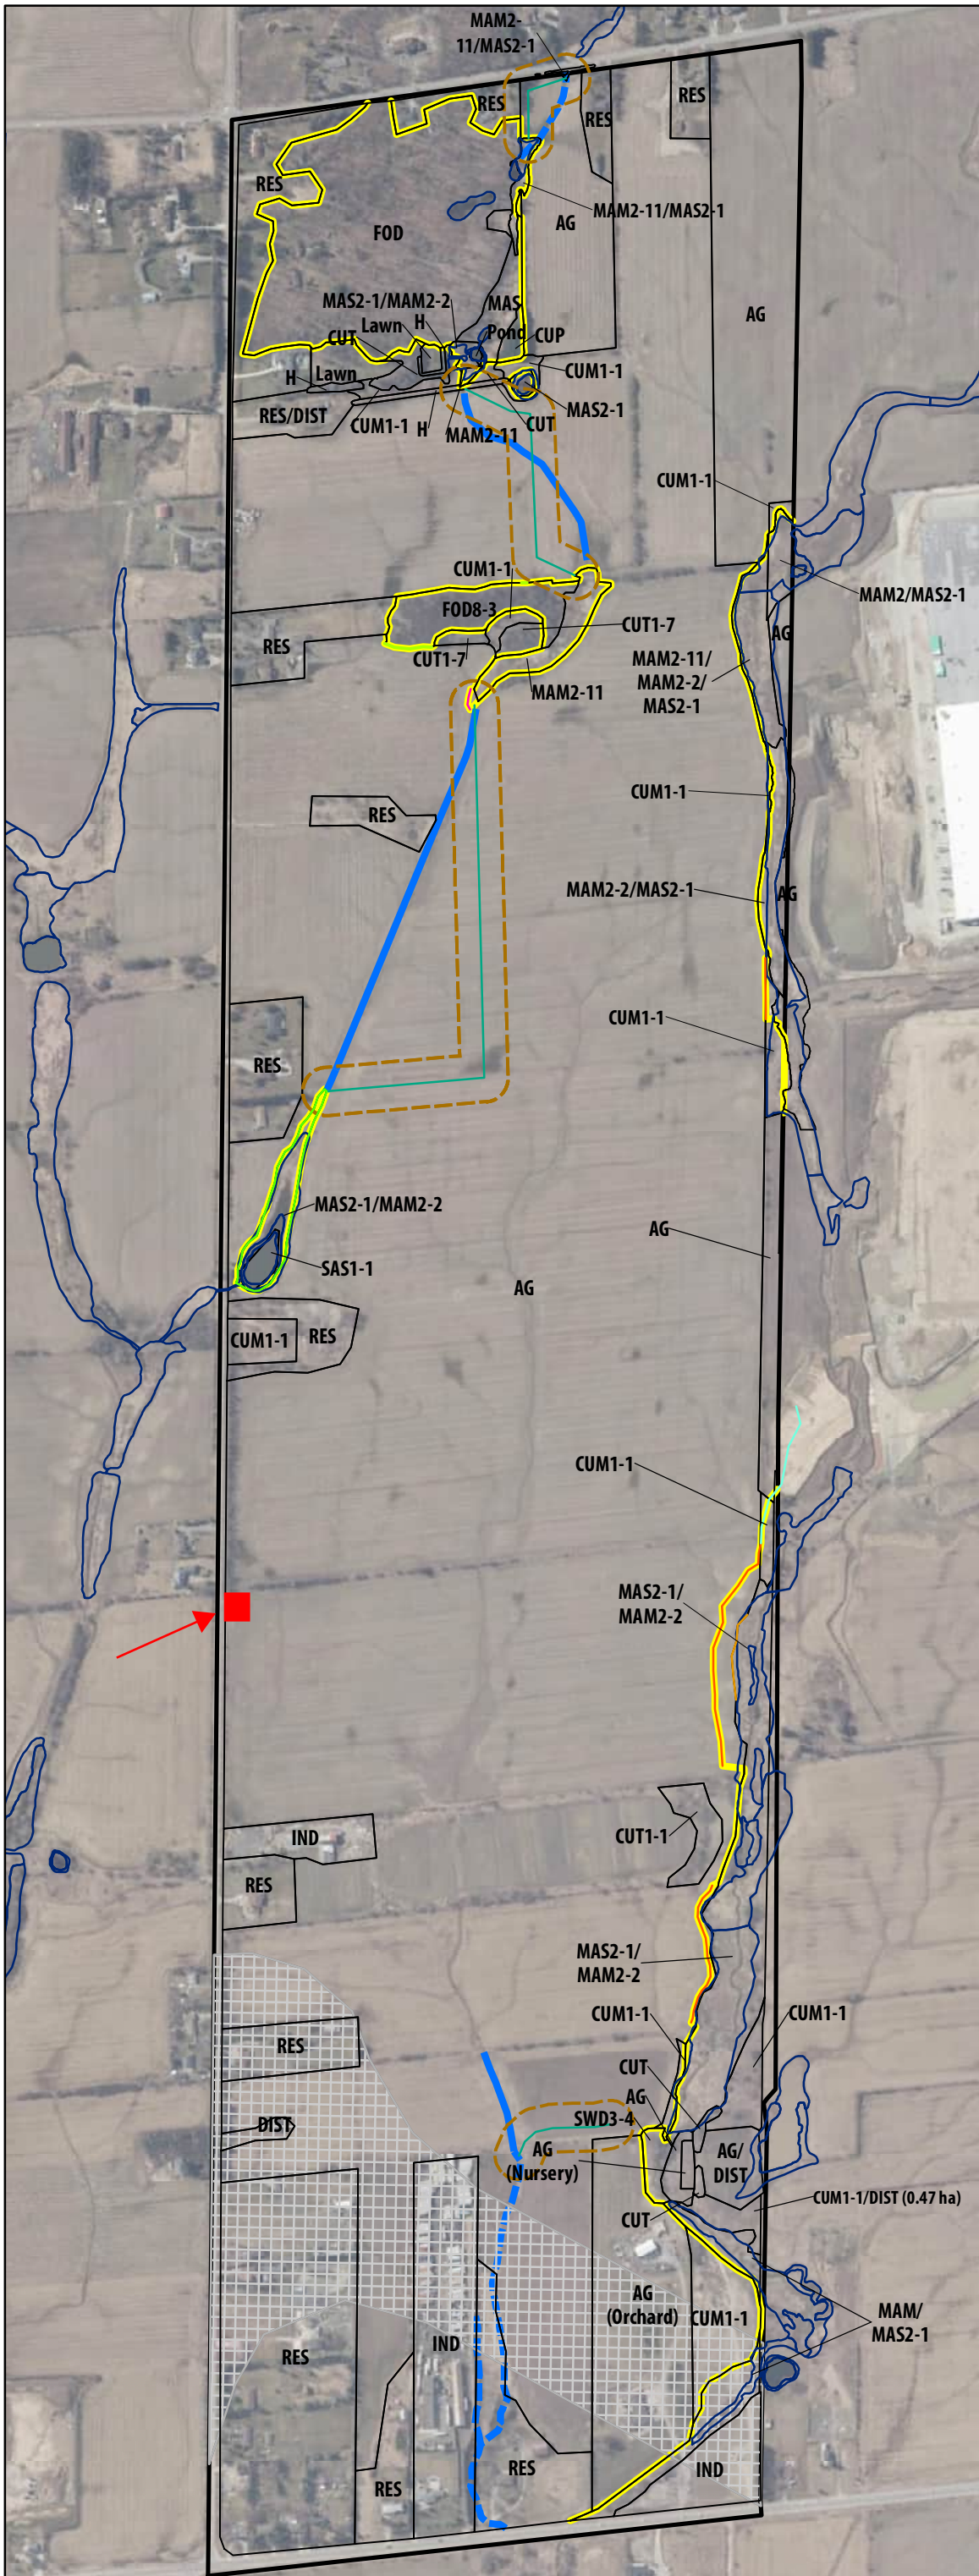 MAM2-
11/MAS2-1
RES
RES
RES
RES
MAM2-11/MAS2-1
AG
FOD
MAS2-1/MAM2-2
MAS
AG
Lawn
H
Pond
CUP
CUT
CUM1-1
Lawn
H
RES/DIST
MAS2-1
CUM1-1
H
MAM2-11
CUT
CUM1-1
CUM1-1
MAM2/MAS2-1
FOD8-3
CUT1-7
AG
RES
CUT1-7
MAM2-11/
MAM2-2/
MAS2-1
MAM2-11
CUM1-1
RES
MAM2-2/MAS2-1
AG
CUM1-1
RES
MAS2-1/MAM2-2
AG
SAS1-1
AG
CUM1-1
RES
CUM1-1
MAS2-1/
MAM2-2
IND
CUT1-1
RES
MAS2-1/
MAM2-2
CUM1-1
CUM1-1
RES
CUT
AG
SWD3-4
DIST
AG
(Nursery)
AG/
DIST
CUM1-1/DIST (0.47 ha)
CUT
AG
(Orchard)
CUM1-1
MAM/
MAS2-1
RES
IND
RES
RES
IND